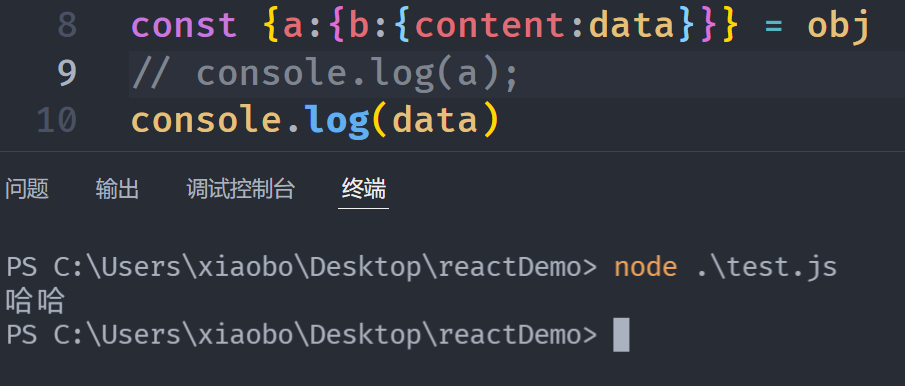 8 const {a:{b:{content:data}}} = obj
9 // console.log(a);
10 console.log(data)
问题 输出 调试控制台 终端
PS C:\Users\xiaobo\Desktop\reactDemo> node .\test.js
哈哈
PS C:\Users\xiaobo\Desktop\reactDemo>